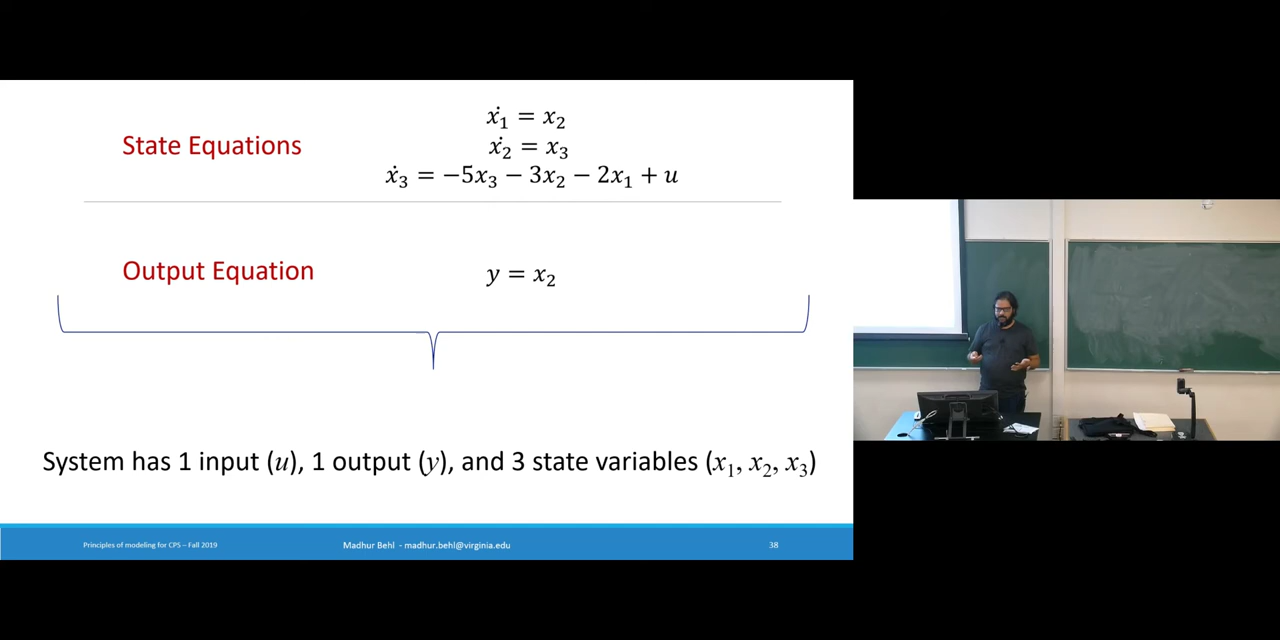 State Equations
ẋ₁ = x₂
ẋ₂ = x₃
ẋ₃ = −5x₃ − 3x₂ − 2x₁ + u
Output Equation
y = x₂
System has 1 input (u), 1 output (y), and 3 state variables (x₁, x₂, x₃)
Principles of modeling for CPS – Fall 2019
Madhur Behl - madhur.behl@virginia.edu
38